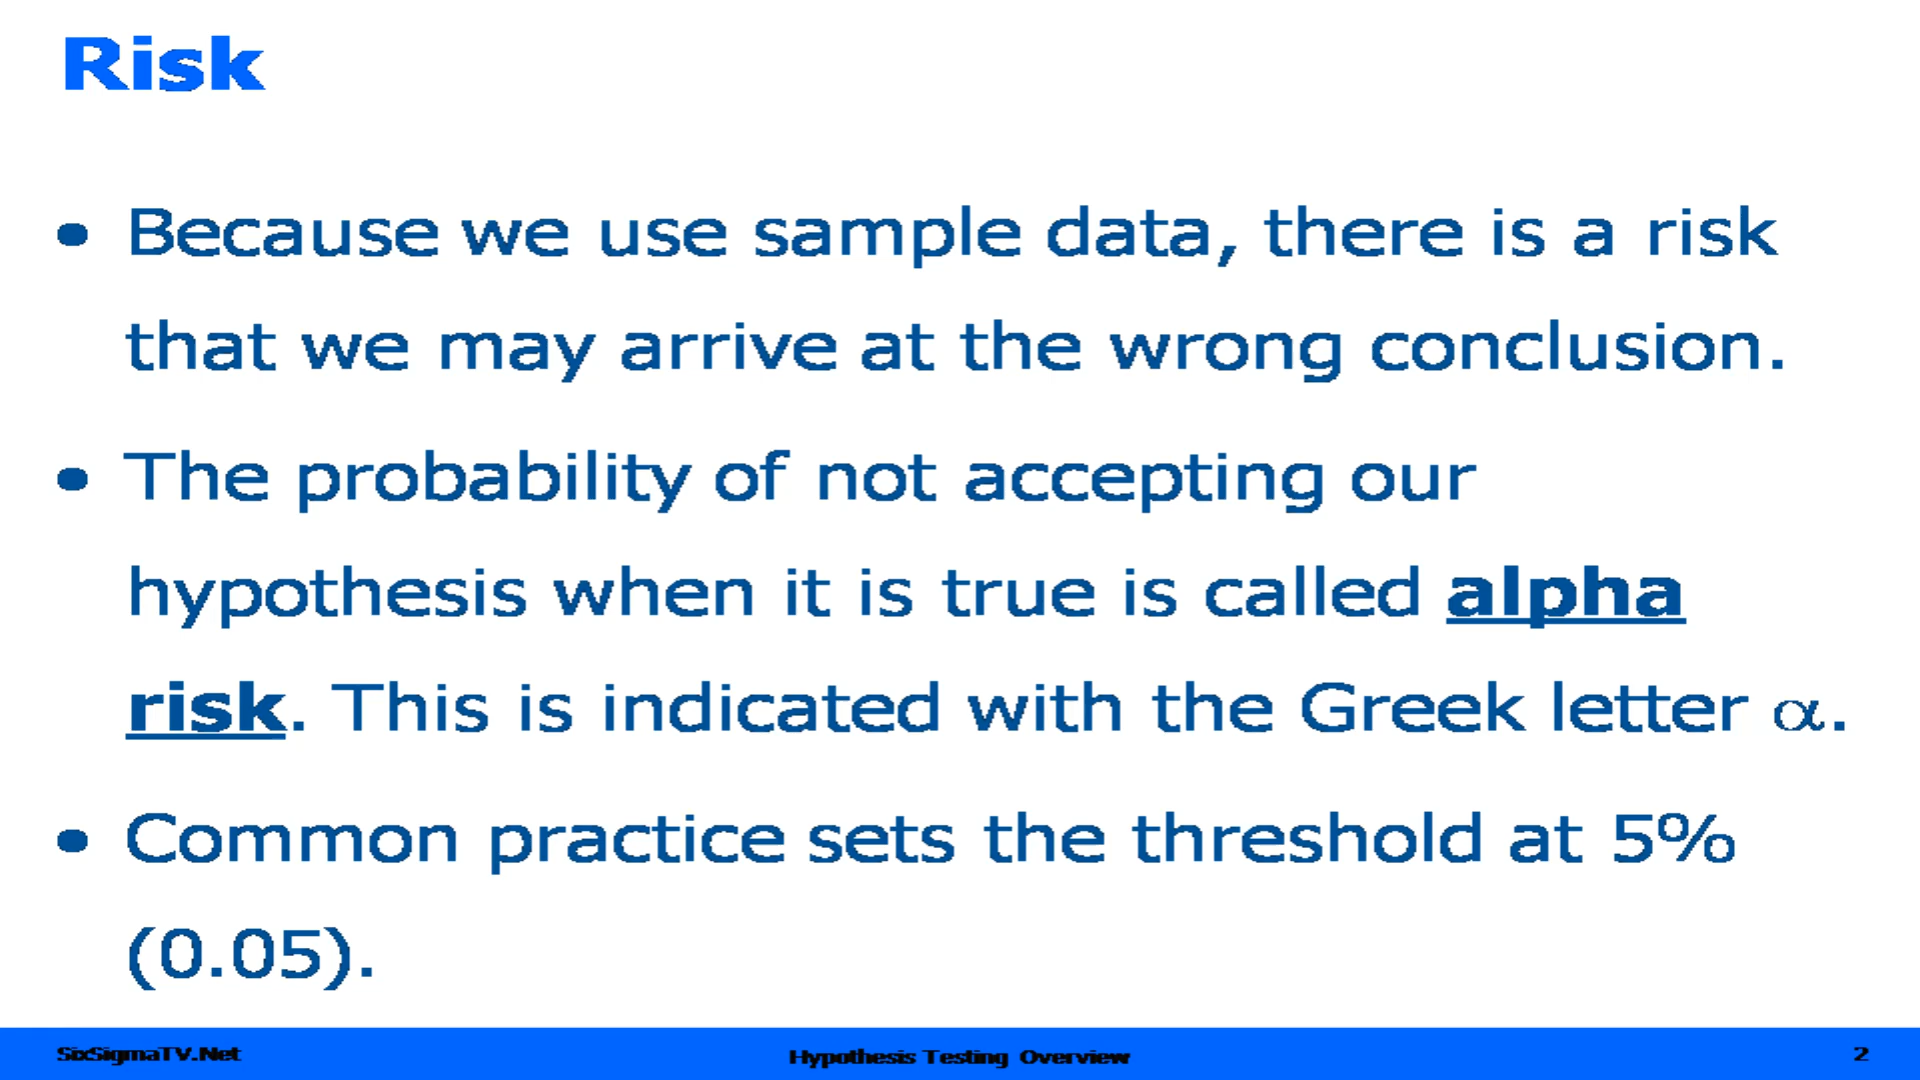 Risk
• Because we use sample data, there is a risk
that we may arrive at the wrong conclusion.
• The probability of not accepting our
hypothesis when it is true is called alpha
risk. This is indicated with the Greek letter α.
• Common practice sets the threshold at 5%
(0.05).
SixSigmaTV.Net
Hypothesis Testing Overview
2